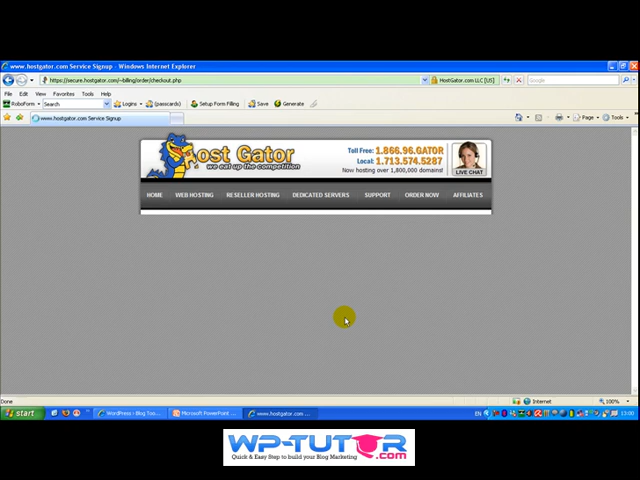 www.hostgator.com Service Signup - Windows Internet Explorer
https://secure.hostgator.com/~billing/order/checkout.php
HostGator.com LLC [US]
Google
File Edit View Favorites Tools Help
RoboForm Search Logins (passcards) Setup Form Filling Save Generate
www.hostgator.com Service Signup
Page Tools
Host Gator
we eat up the competition
Toll Free: 1.866.96.GATOR
Local: 1.713.574.5287
Now hosting over 1,800,000 domains!
LIVE CHAT
HOME WEB HOSTING RESELLER HOSTING DEDICATED SERVERS SUPPORT ORDER NOW AFFILIATES
Done
Internet
100%
start
WordPress › Blog Too...
Microsoft PowerPoint ...
www.hostgator.com ...
EN
13:00
WP-TUTOR
.com
Quick & Easy Step to build your Blog Marketing